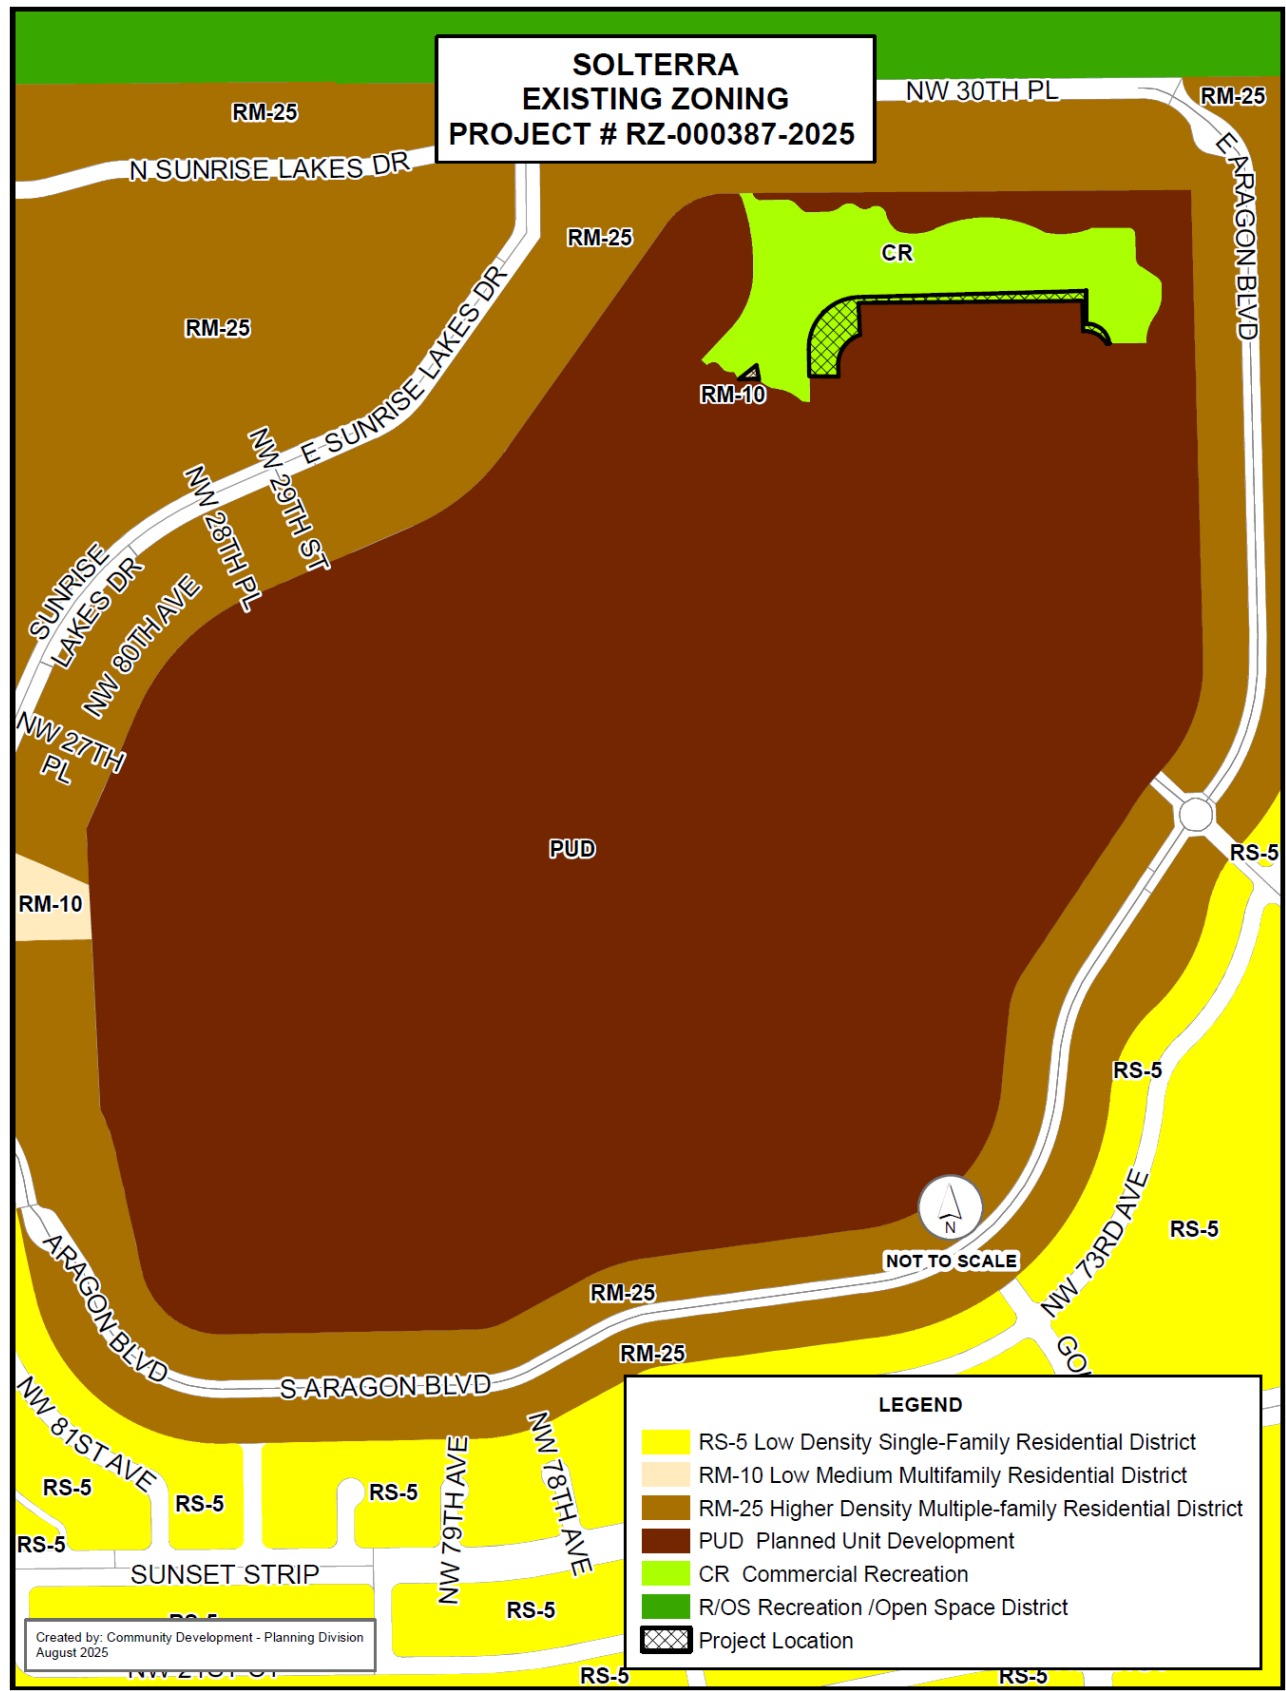 SOLTERRA
EXISTING ZONING
PROJECT # RZ-000387-2025
NW 30TH PL
RM-25
RM-25
N SUNRISE LAKES DR
E ARAGON BLVD
RM-25
CR
RM-25
E SUNRISE LAKES DR
RM-10
NW 29TH ST
NW 28TH PL
SUNRISE
LAKES DR
NW 80TH AVE
NW 27TH
PL
PUD
RS-5
RM-10
RS-5
NW 73RD AVE
RS-5
N
NOT TO SCALE
ARAGON BLVD
RM-25
RM-25
S ARAGON BLVD
NW 81ST AVE
NW 79TH AVE
NW 78TH AVE
RS-5
RS-5
RS-5
RS-5
SUNSET STRIP
RS-5
RS-5
RS-5
LEGEND
RS-5 Low Density Single-Family Residential District
RM-10 Low Medium Multifamily Residential District
RM-25 Higher Density Multiple-family Residential District
PUD Planned Unit Development
CR Commercial Recreation
R/OS Recreation /Open Space District
Project Location
Created by: Community Development - Planning Division
August 2025